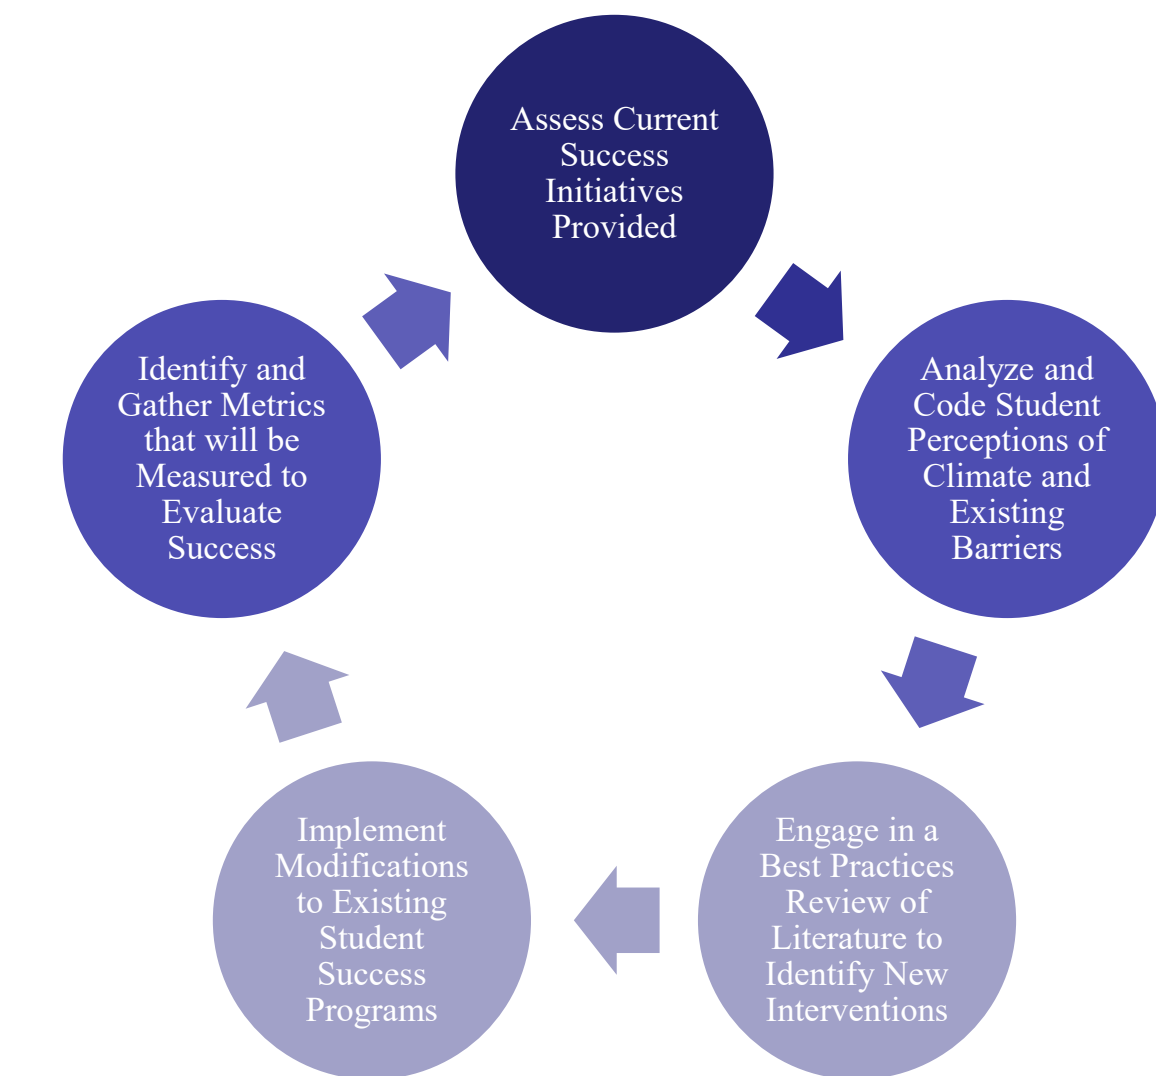 Assess Current
Success
Initiatives
Provided
Analyze and
Code Student
Perceptions of
Climate and
Existing
Barriers
Engage in a
Best Practices
Review of
Literature to
Identify New
Interventions
Implement
Modifications
to Existing
Student
Success
Programs
Identify and
Gather Metrics
that will be
Measured to
Evaluate
Success